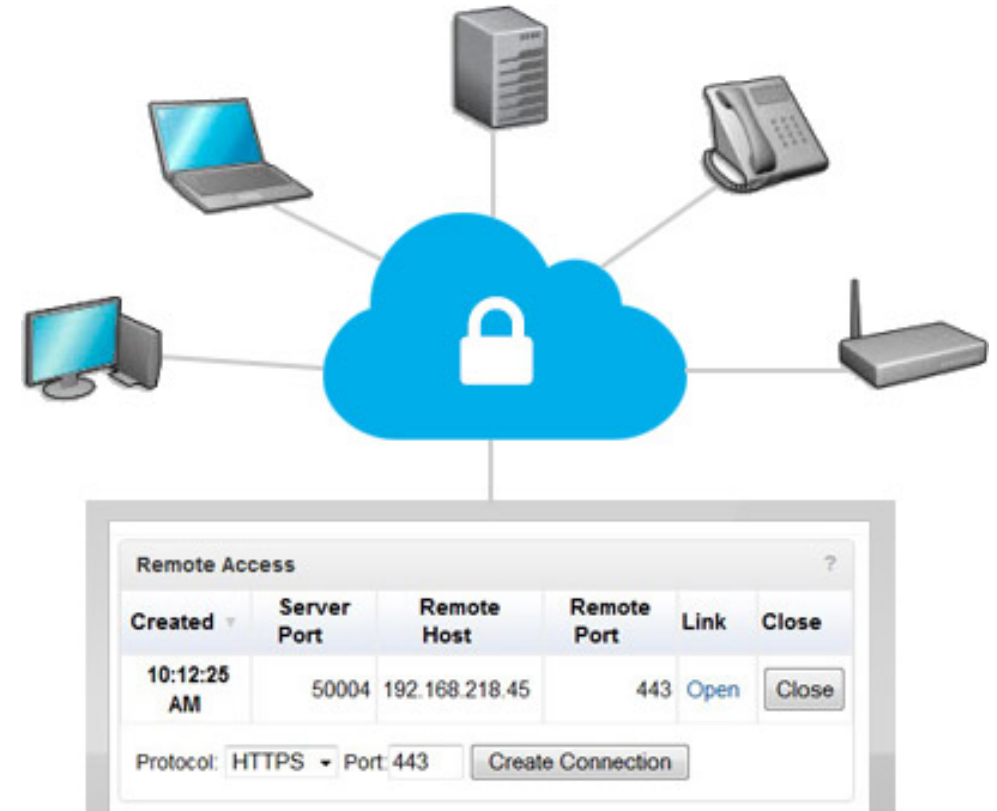 Remote Access ?
Created Server Port Remote Host Remote Port Link Close
10:12:25 AM 50004 192.168.218.45 443 Open Close
Protocol: HTTPS Port: 443 Create Connection